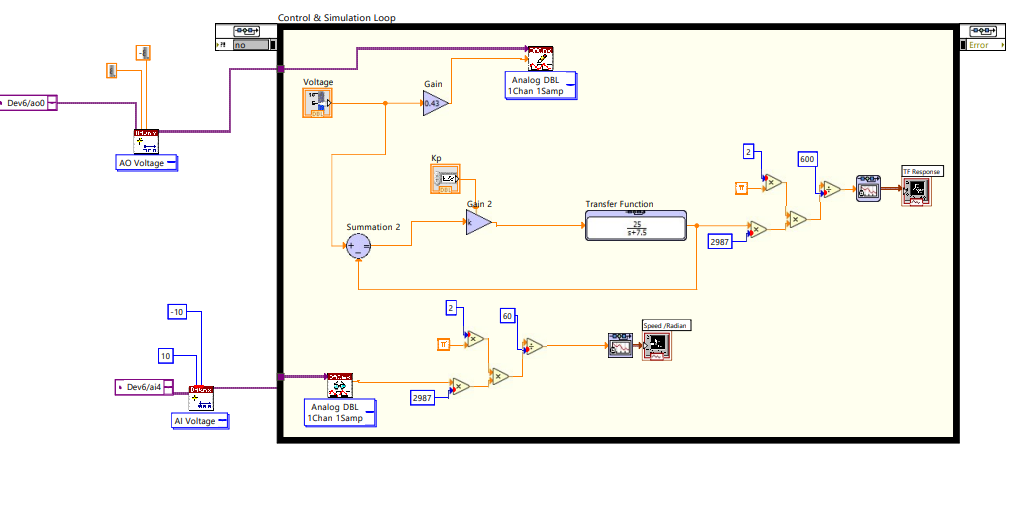 Control & Simulation Loop
no
Error
Dev6/ao0
AO Voltage
Voltage
Gain
0.43
Analog DBL
1Chan 1Samp
Kp
Gain 2
k
Summation 2
Transfer Function
25
s+7.5
2
π
2987
600
TF Response
-10
10
Dev6/ai4
AI Voltage
Analog DBL
1Chan 1Samp
2
π
2987
60
Speed /Radian